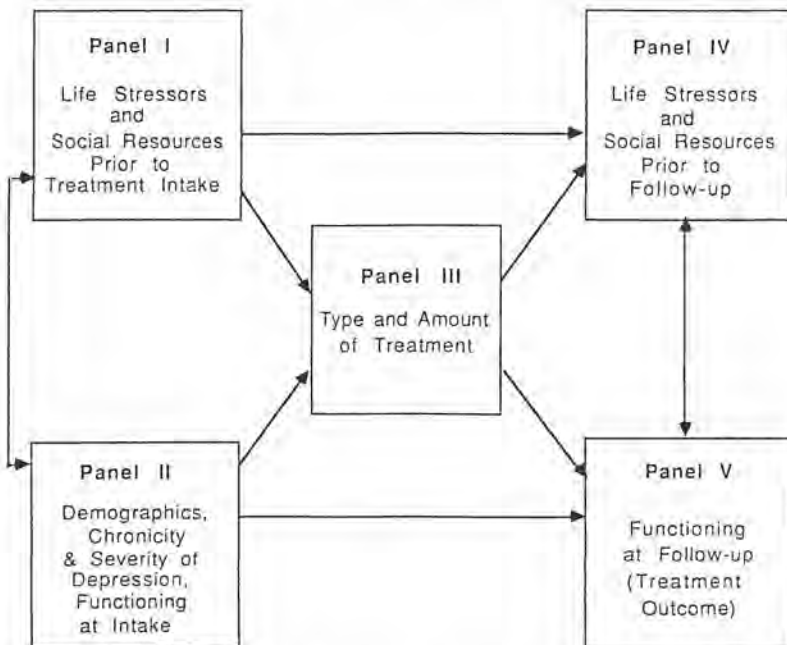 Panel I
Life Stressors
and
Social Resources
Prior to
Treatment Intake
Panel IV
Life Stressors
and
Social Resources
Prior to
Follow-up
Panel III
Type and Amount
of Treatment
Panel II
Demographics,
Chronicity
& Severity of
Depression,
Functioning
at Intake
Panel V
Functioning
at Follow-up
(Treatment
Outcome)